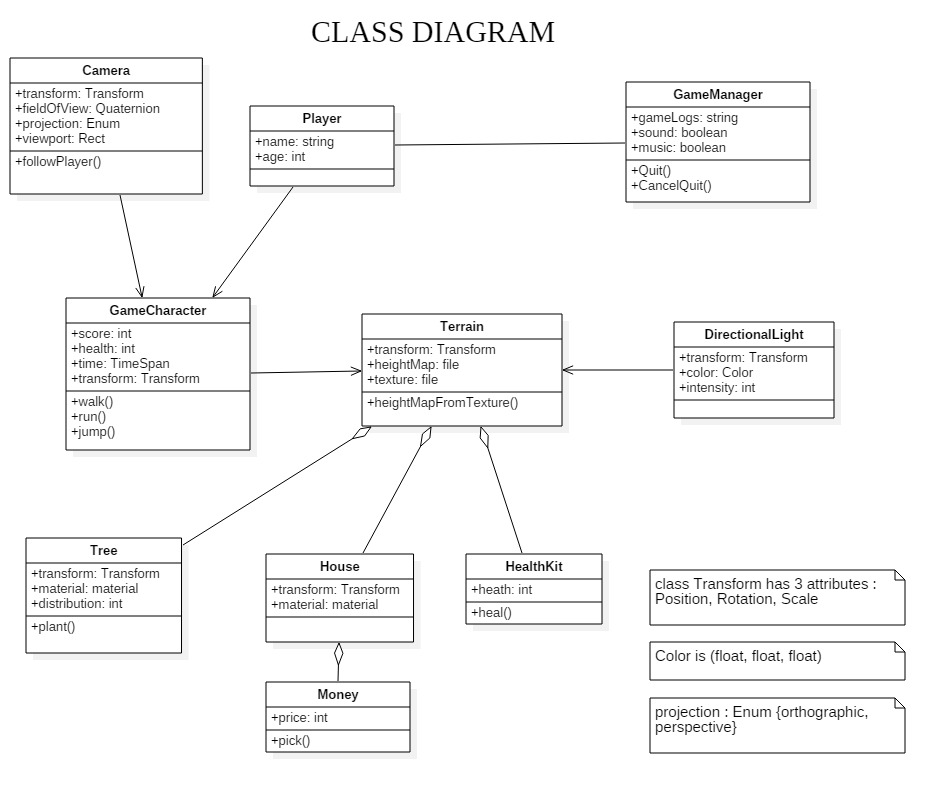 CLASS DIAGRAM
Camera
+transform: Transform
+fieldOfView: Quaternion
+projection: Enum
+viewport: Rect
+followPlayer()
Player
+name: string
+age: int
GameManager
+gameLogs: string
+sound: boolean
+music: boolean
+Quit()
+CancelQuit()
GameCharacter
+score: int
+health: int
+time: TimeSpan
+transform: Transform
+walk()
+run()
+jump()
Terrain
+transform: Transform
+heightMap: file
+texture: file
+heightMapFromTexture()
DirectionalLight
+transform: Transform
+color: Color
+intensity: int
Tree
+transform: Transform
+material: material
+distribution: int
+plant()
House
+transform: Transform
+material: material
HealthKit
+heath: int
+heal()
Money
+price: int
+pick()
class Transform has 3 attributes :
Position, Rotation, Scale
Color is (float, float, float)
projection : Enum {orthographic,
perspective}